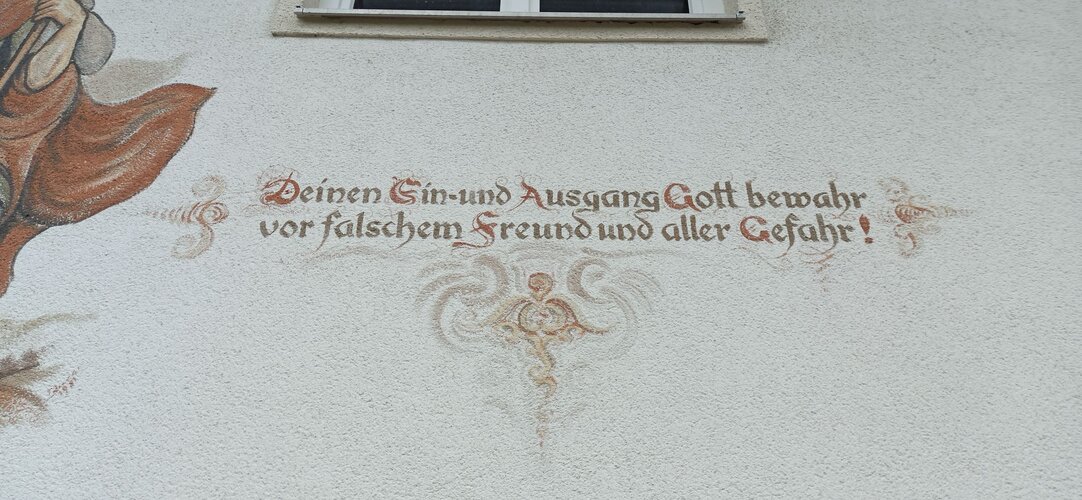 Deinen Ein-und Ausgang Gott bewahr
vor falschem Freund und aller Gefahr!